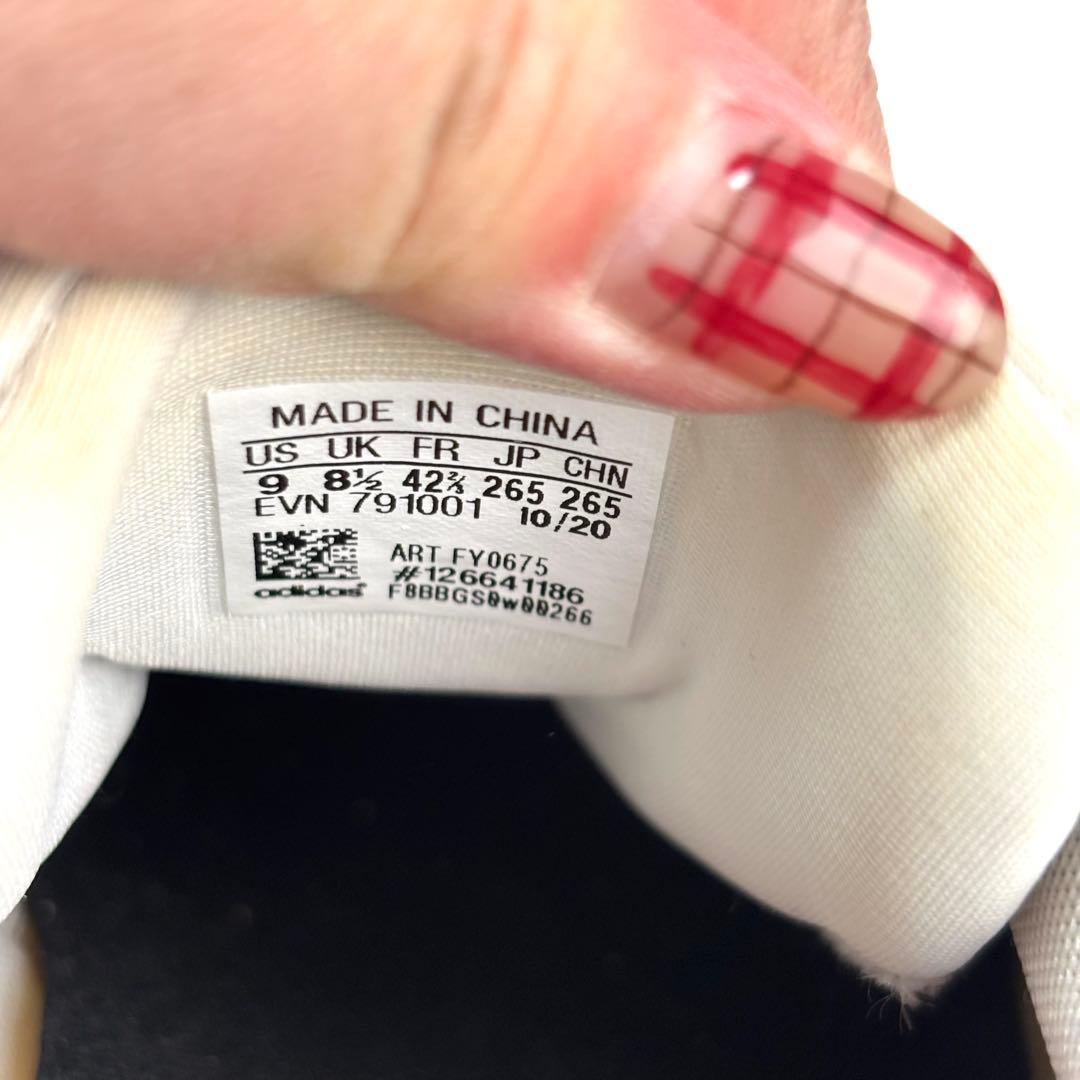 MADE IN CHINA
US UK FR JP CHN
9 8½ 42⅔ 265 265
EVN 791001 10/20
ART FY0675
#126641186
F8BBGS0w00266
adidas